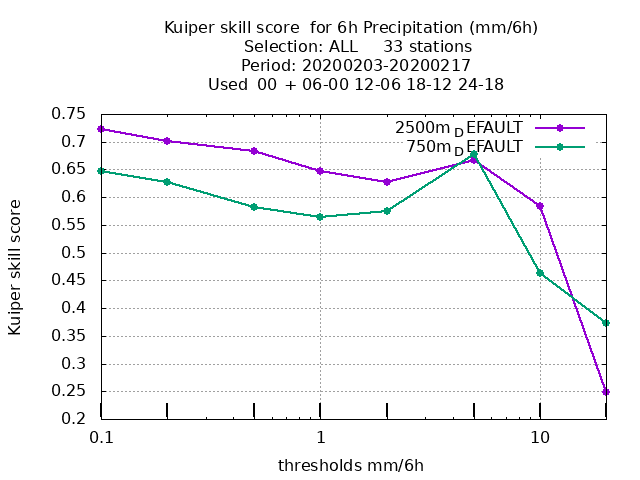 Kuiper skill score  for 6h Precipitation (mm/6h)
Selection: ALL     33 stations
Period: 20200203-20200217
Used  00 + 06-00 12-06 18-12 24-18
2500m_DEFAULT
750m_DEFAULT
Kuiper skill score
0.75
0.7
0.65
0.6
0.55
0.5
0.45
0.4
0.35
0.3
0.25
0.2
0.1 1 10
thresholds mm/6h